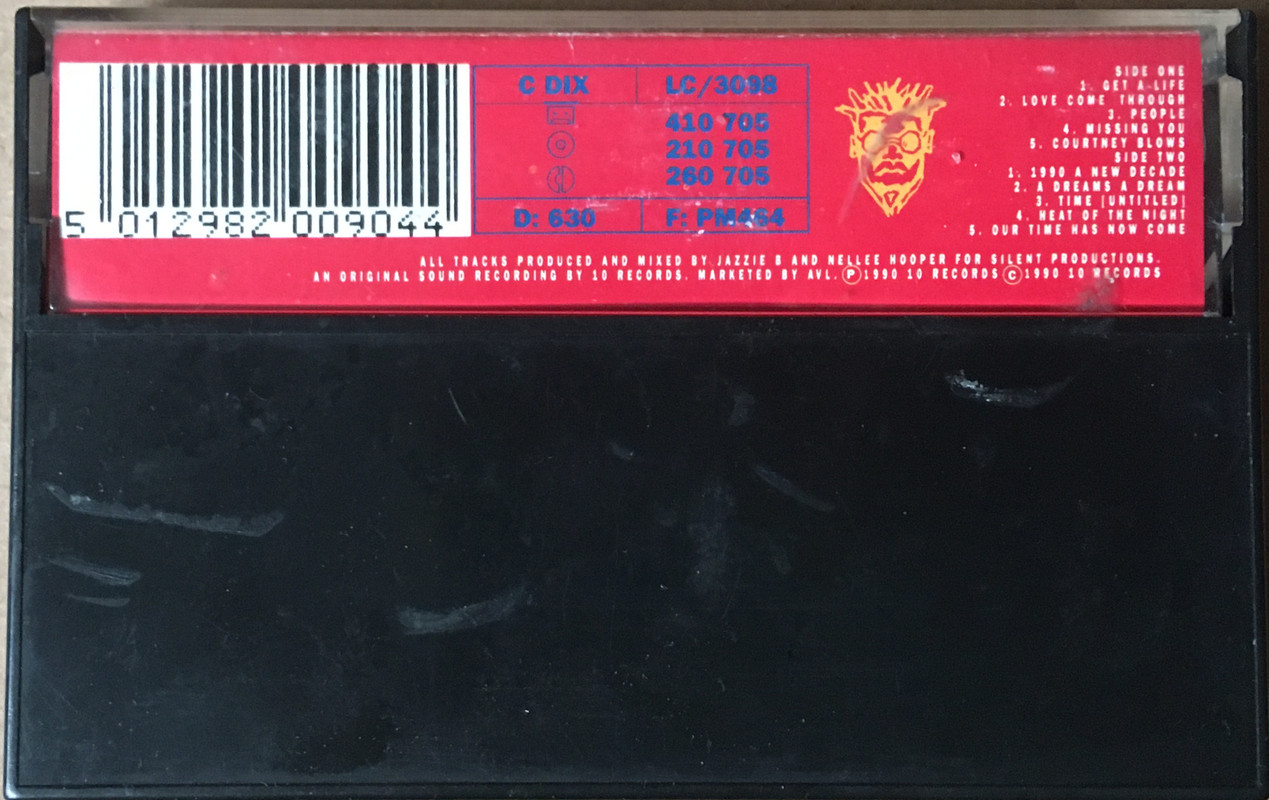 5 012982 009044
C DIX LC/3098
410 705
210 705
260 705
D: 630 F: PM464
SIDE ONE
1. GET A LIFE
2. LOVE COME THROUGH
3. PEOPLE
4. MISSING YOU
5. COURTNEY BLOWS
SIDE TWO
1. 1990 A NEW DECADE
2. A DREAMS A DREAM
3. TIME [UNTITLED]
4. HEAT OF THE NIGHT
5. OUR TIME HAS NOW COME
ALL TRACKS PRODUCED AND MIXED BY JAZZIE B AND NELLEE HOOPER FOR SILENT PRODUCTIONS.
AN ORIGINAL SOUND RECORDING BY 10 RECORDS. MARKETED BY AVL. ℗1990 10 RECORDS ©1990 10 RECORDS